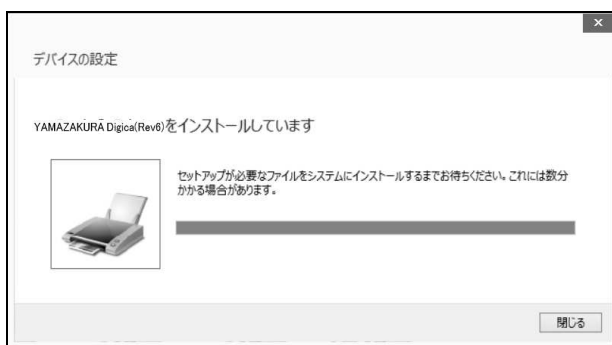 デバイスの設定
YAMAZAKURA Digica(Rev6)をインストールしています
セットアップが必要なファイルをシステムにインストールするまでお待ちください。これには数分
かかる場合があります。
閉じる